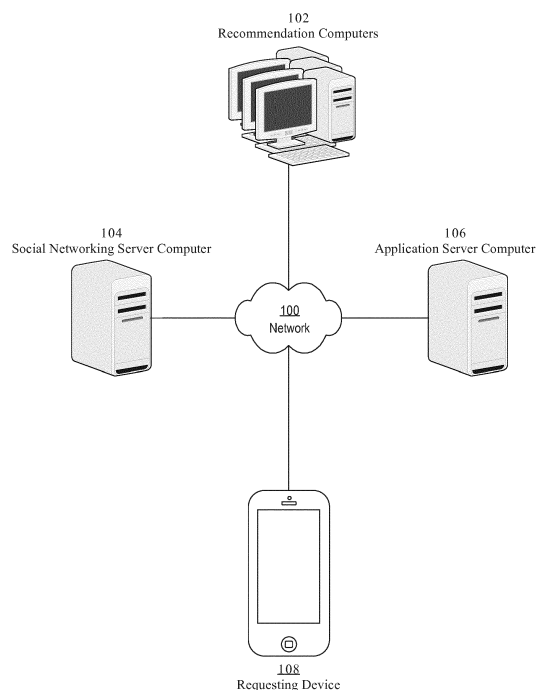 102
Recommendation Computers
104
Social Networking Server Computer
106
Application Server Computer
100
Network
108
Requesting Device